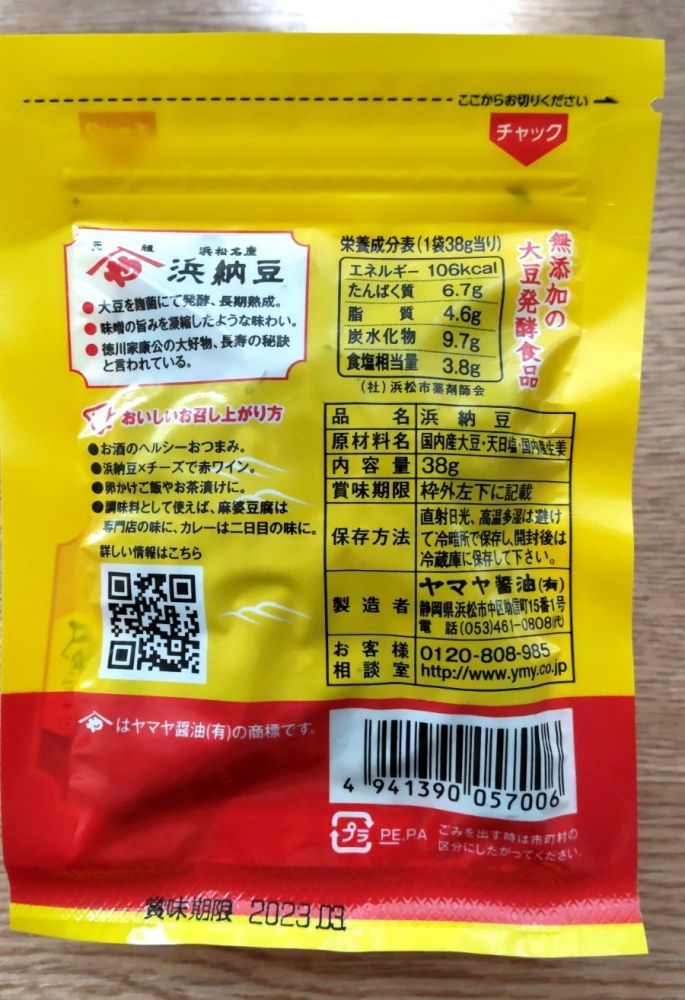 ここからお切りください
チャック
チャック
元祖
や
浜松名産
浜納豆
●大豆を麹菌にて発酵、長期熟成。
●味噌の旨みを凝縮したような味わい。
●徳川家康公の大好物、長寿の秘訣
と言われている。
おいしいお召し上がり方
●お酒のヘルシーおつまみ。
●浜納豆×チーズで赤ワイン。
●卵かけご飯やお茶漬けに。
●調味料として使えば、麻婆豆腐は
専門店の味に、カレーは二日目の味に。
詳しい情報はこちら
無添加の
大豆発酵食品
栄養成分表(1袋38g当り)
エネルギー 106kcal
たんぱく質 6.7g
脂質 4.6g
炭水化物 9.7g
食塩相当量 3.8g
(社)浜松市薬剤師会
品名 浜納豆
原材料名 国内産大豆・天日塩・国内産生姜
内容量 38g
賞味期限 枠外左下に記載
保存方法 直射日光、高温多湿は避け
て冷暗所で保存し、開封後は
冷蔵庫に保存して下さい。
製造者 ヤマヤ醤油(有)
静岡県浜松市中区助信町15番1号
電話(053)461-0808(代)
お客様
相談室
0120-808-985
http://www.ymy.co.jp
やはヤマヤ醤油(有)の商標です。
4 941390 057006
プラ PE.PA ごみを出す時は市町村の
区分にしたがってください。
賞味期限 2023.09.